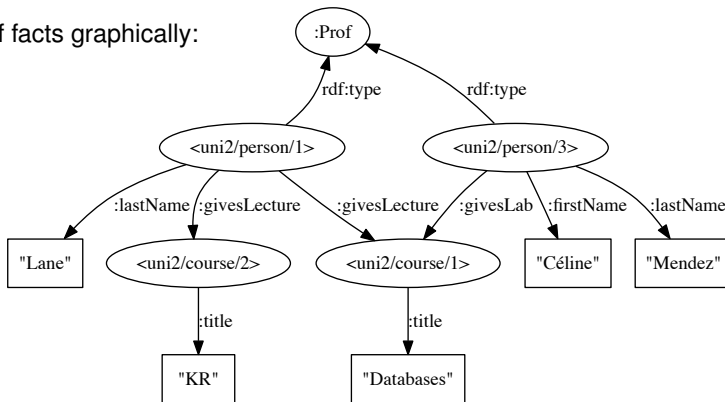 f facts graphically:
:Prof
rdf:type rdf:type
<uni2/person/1> <uni2/person/3>
:lastName :givesLecture :givesLecture :givesLab :firstName :lastName
"Lane" <uni2/course/2> <uni2/course/1> "Céline" "Mendez"
:title :title
"KR" "Databases"